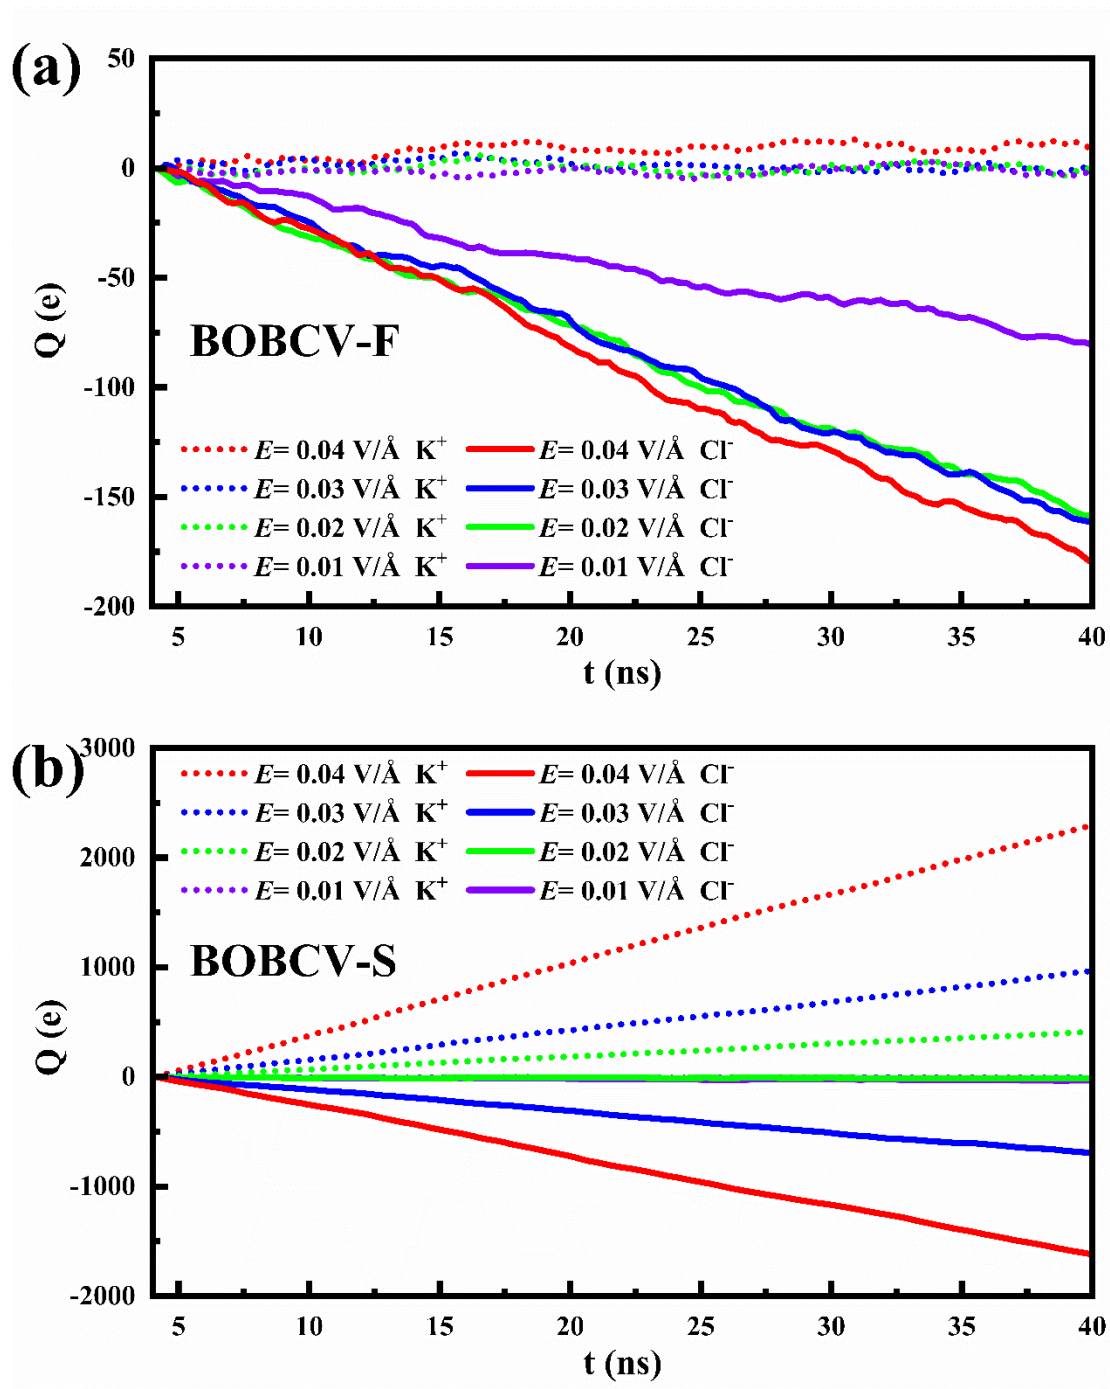 (a)
50
0
-50
-100
-150
-200
Q (e)
BOBCV-F
E= 0.04 V/Å K⁺ E= 0.04 V/Å Cl⁻
E= 0.03 V/Å K⁺ E= 0.03 V/Å Cl⁻
E= 0.02 V/Å K⁺ E= 0.02 V/Å Cl⁻
E= 0.01 V/Å K⁺ E= 0.01 V/Å Cl⁻
5 10 15 20 25 30 35 40
t (ns)
(b)
3000
2000
1000
0
-1000
-2000
Q (e)
E= 0.04 V/Å K⁺ E= 0.04 V/Å Cl⁻
E= 0.03 V/Å K⁺ E= 0.03 V/Å Cl⁻
E= 0.02 V/Å K⁺ E= 0.02 V/Å Cl⁻
E= 0.01 V/Å K⁺ E= 0.01 V/Å Cl⁻
BOBCV-S
5 10 15 20 25 30 35 40
t (ns)